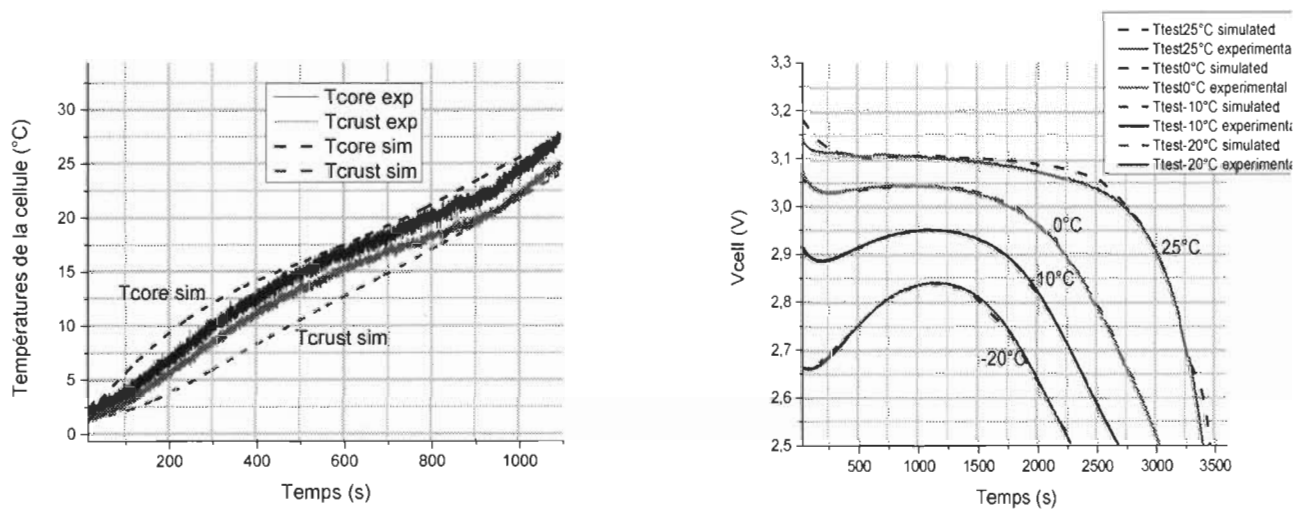 Températures de la cellule (°C)
30
25
20
15
10
5
0
Tcore exp
Tcrust exp
Tcore sim
Tcrust sim
Tcore sim
Tcrust sim
200
400
600
800
1000
Temps (s)
Ttest25°C simulated
Ttest25°C experimenta
Ttest0°C simulated
Ttest0°C experimental
Ttest-10°C simulated
Ttest-10°C experimenta
Ttest-20°C simulated
Ttest-20°C experimenta
Vcell (V)
3,3
3,2
3,1
3,0
2,9
2,8
2,7
2,6
2,5
0°C
25°C
-10°C
-20°C
500
1000
1500
2000
2500
3000
3500
Temps (s)